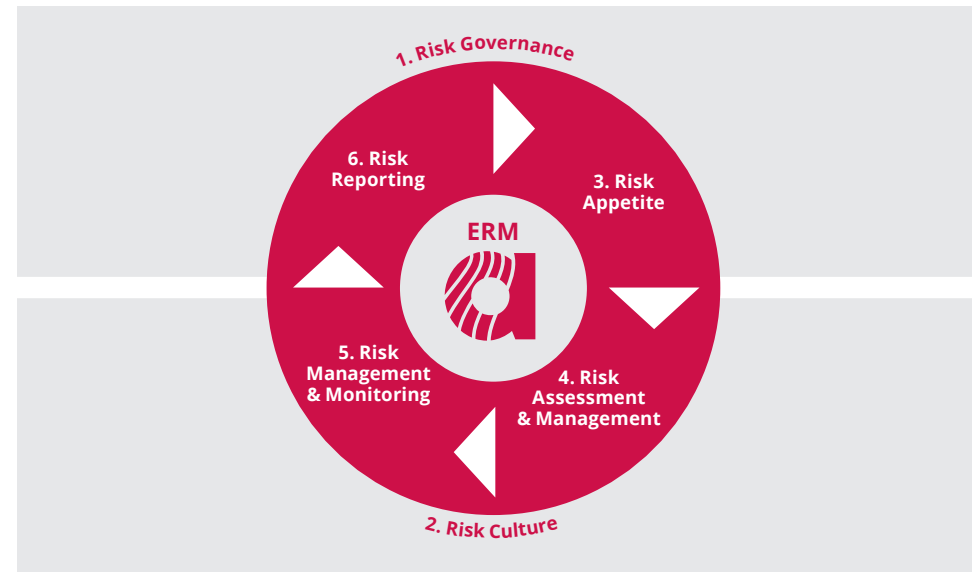 1. Risk Governance
6. Risk
Reporting
3. Risk
Appetite
ERM
5. Risk
Management
& Monitoring
4. Risk
Assessment
& Management
2. Risk Culture